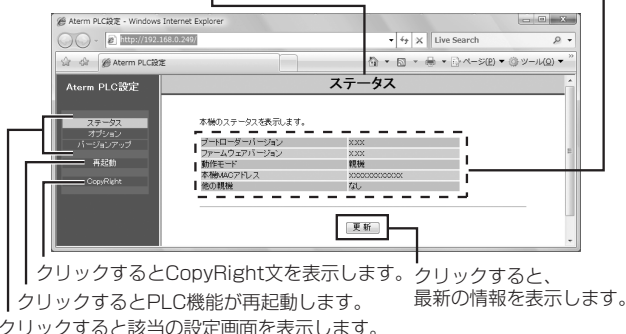 Aterm PLC設定 - Windows Internet Explorer
http://192.168.0.249/
Live Search
Aterm PLC設定
ページ(P) ツール(O)
Aterm PLC設定
ステータス
ステータス
オプション
バージョンアップ
再起動
CopyRight
本機のステータスを表示します。
ブートローダーバージョン X.X.X
ファームウェアバージョン X.X.X
動作モード 親機
本機MACアドレス XXXXXXXXXXXX
他の親機 なし
更新
クリックするとCopyRight文を表示します。
クリックすると、
最新の情報を表示します。
クリックするとPLC機能が再起動します。
クリックすると該当の設定画面を表示します。